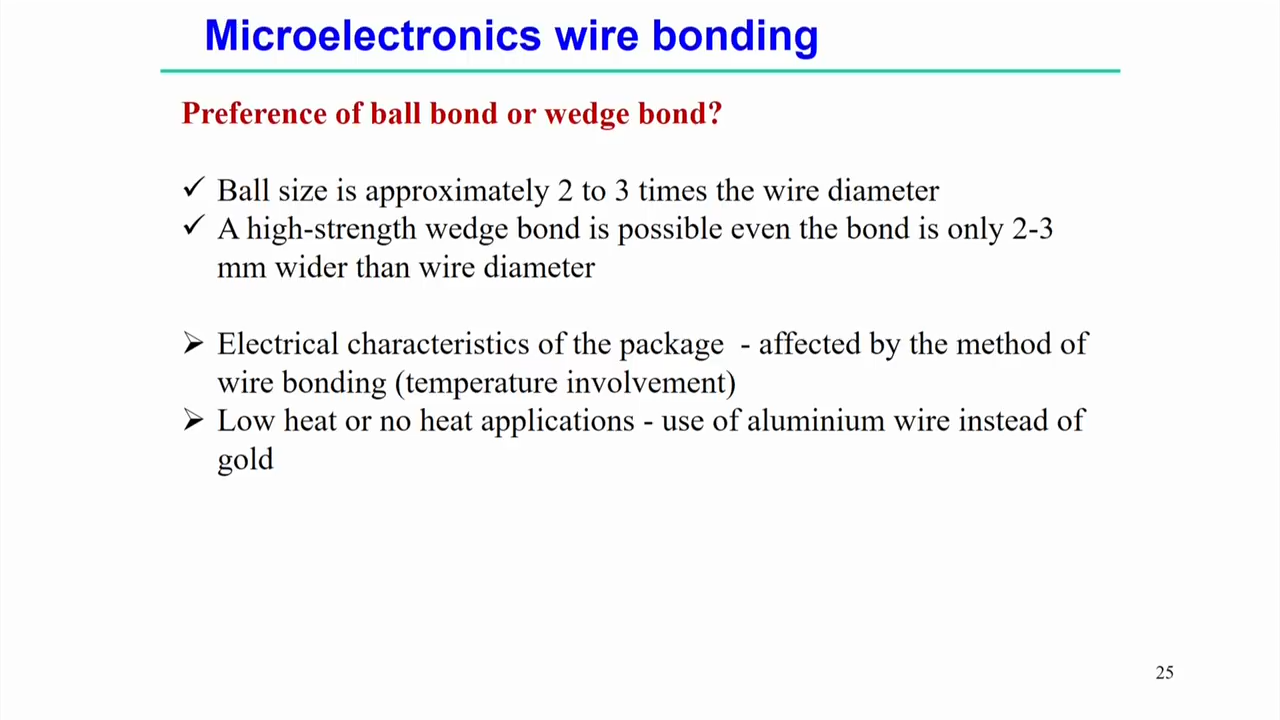 Microelectronics wire bonding
Preference of ball bond or wedge bond?
✓ Ball size is approximately 2 to 3 times the wire diameter
✓ A high-strength wedge bond is possible even the bond is only 2-3
mm wider than wire diameter
➢ Electrical characteristics of the package - affected by the method of
wire bonding (temperature involvement)
➢ Low heat or no heat applications - use of aluminium wire instead of
gold
25